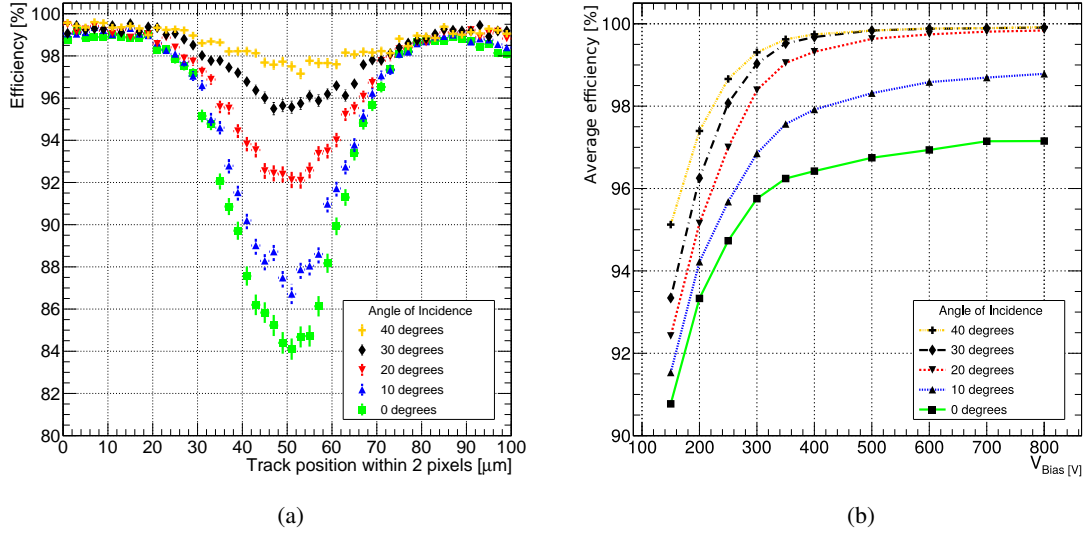 Efficiency [%]
100
98
96
94
92
90
88
86
84
82
80
0 10 20 30 40 50 60 70 80 90 100
Track position within 2 pixels [μm]
Angle of Incidence
40 degrees
30 degrees
20 degrees
10 degrees
0 degrees
(a)
Average efficiency [%]
100
98
96
94
92
90
100 200 300 400 500 600 700 800
VBias [V]
Angle of Incidence
40 degrees
30 degrees
20 degrees
10 degrees
0 degrees
(b)